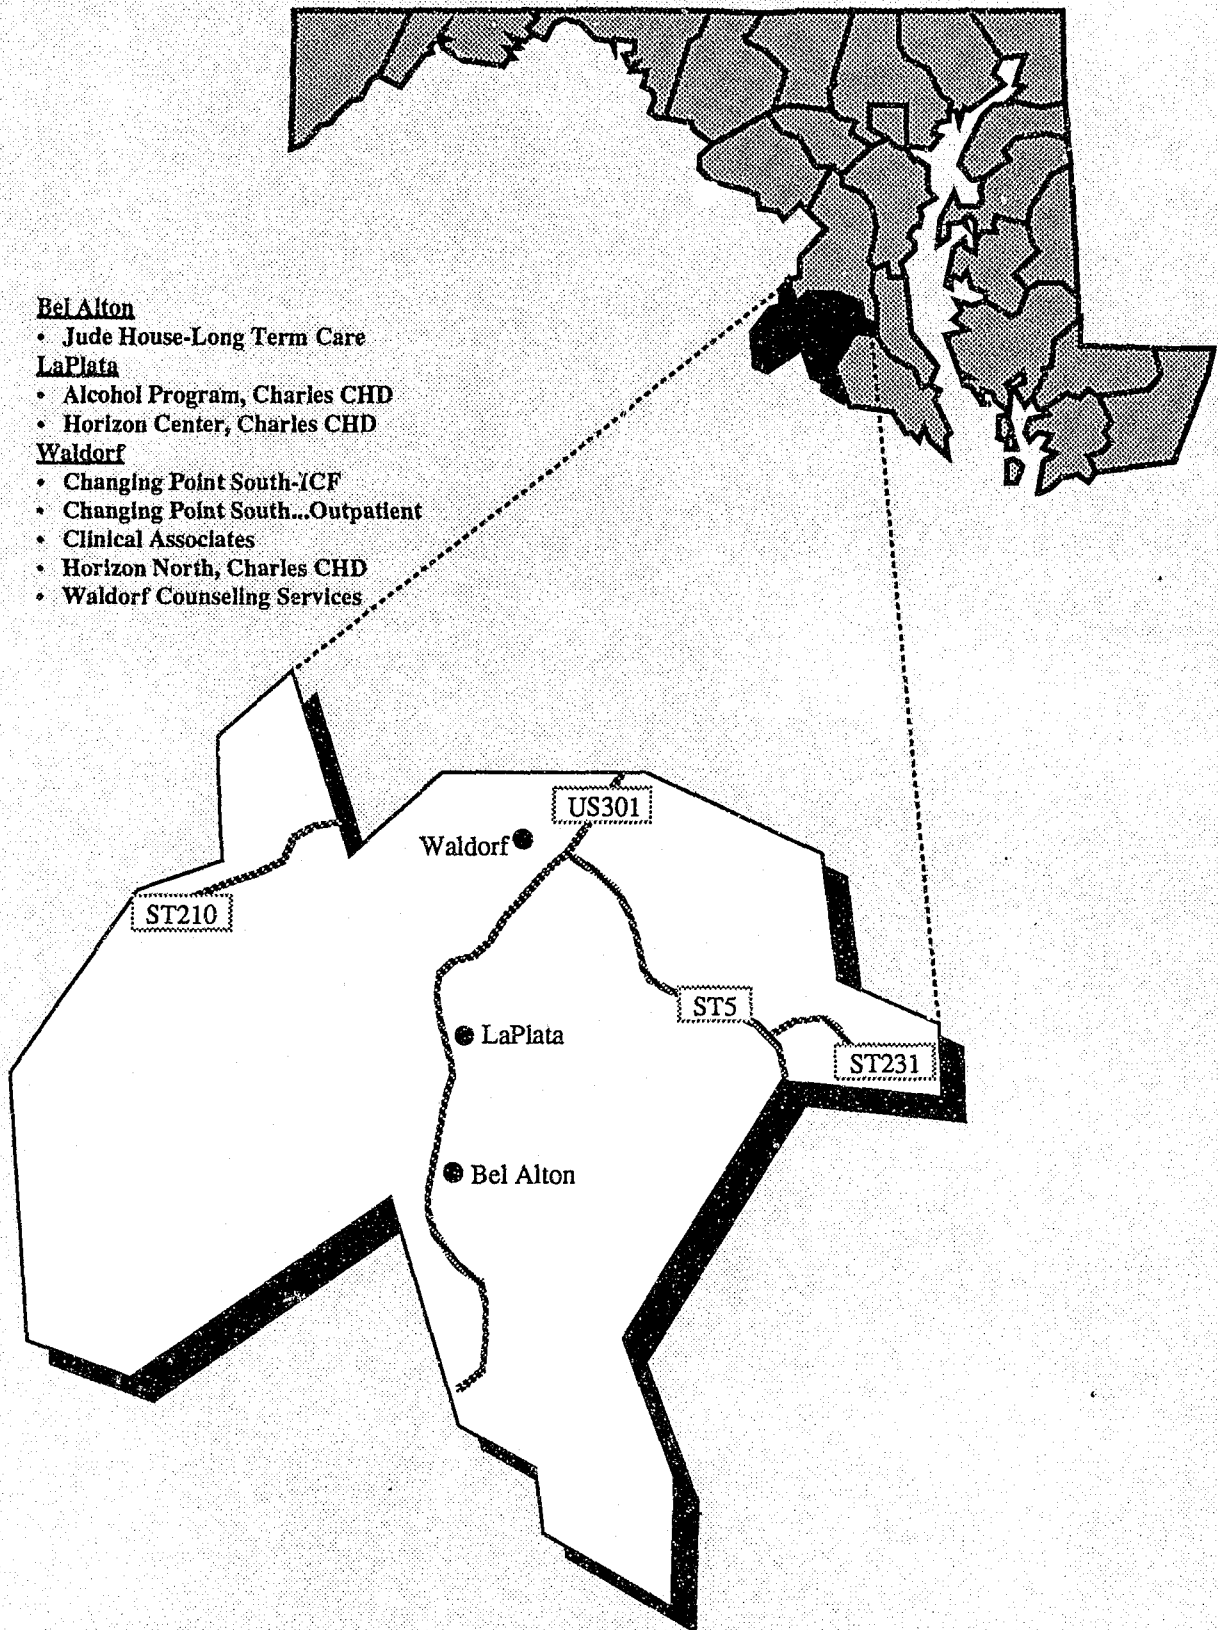 Bel Alton
• Jude House-Long Term Care
LaPlata
• Alcohol Program, Charles CHD
• Horizon Center, Charles CHD
Waldorf
• Changing Point South-ICF
• Changing Point South...Outpatient
• Clinical Associates
• Horizon North, Charles CHD
• Waldorf Counseling Services
US301
Waldorf
ST210
ST5
LaPlata
ST231
Bel Alton